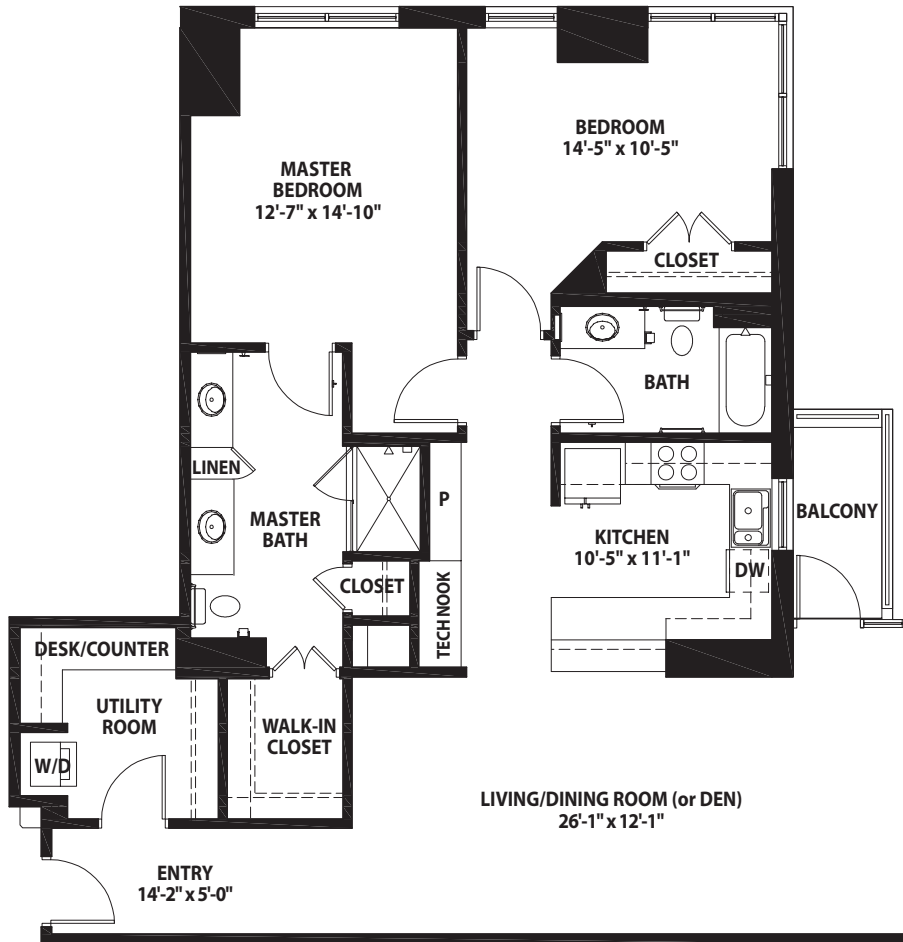 BEDROOM
14'-5" x 10'-5"
MASTER
BEDROOM
12'-7" x 14'-10"
CLOSET
BATH
LINEN
P
MASTER
BATH
BALCONY
KITCHEN
10'-5" x 11'-1"
DW
CLOSET
TECH NOOK
DESK/COUNTER
UTILITY
ROOM
WALK-IN
CLOSET
W/D
LIVING/DINING ROOM (or DEN)
26'-1" x 12'-1"
ENTRY
14'-2" x 5'-0"